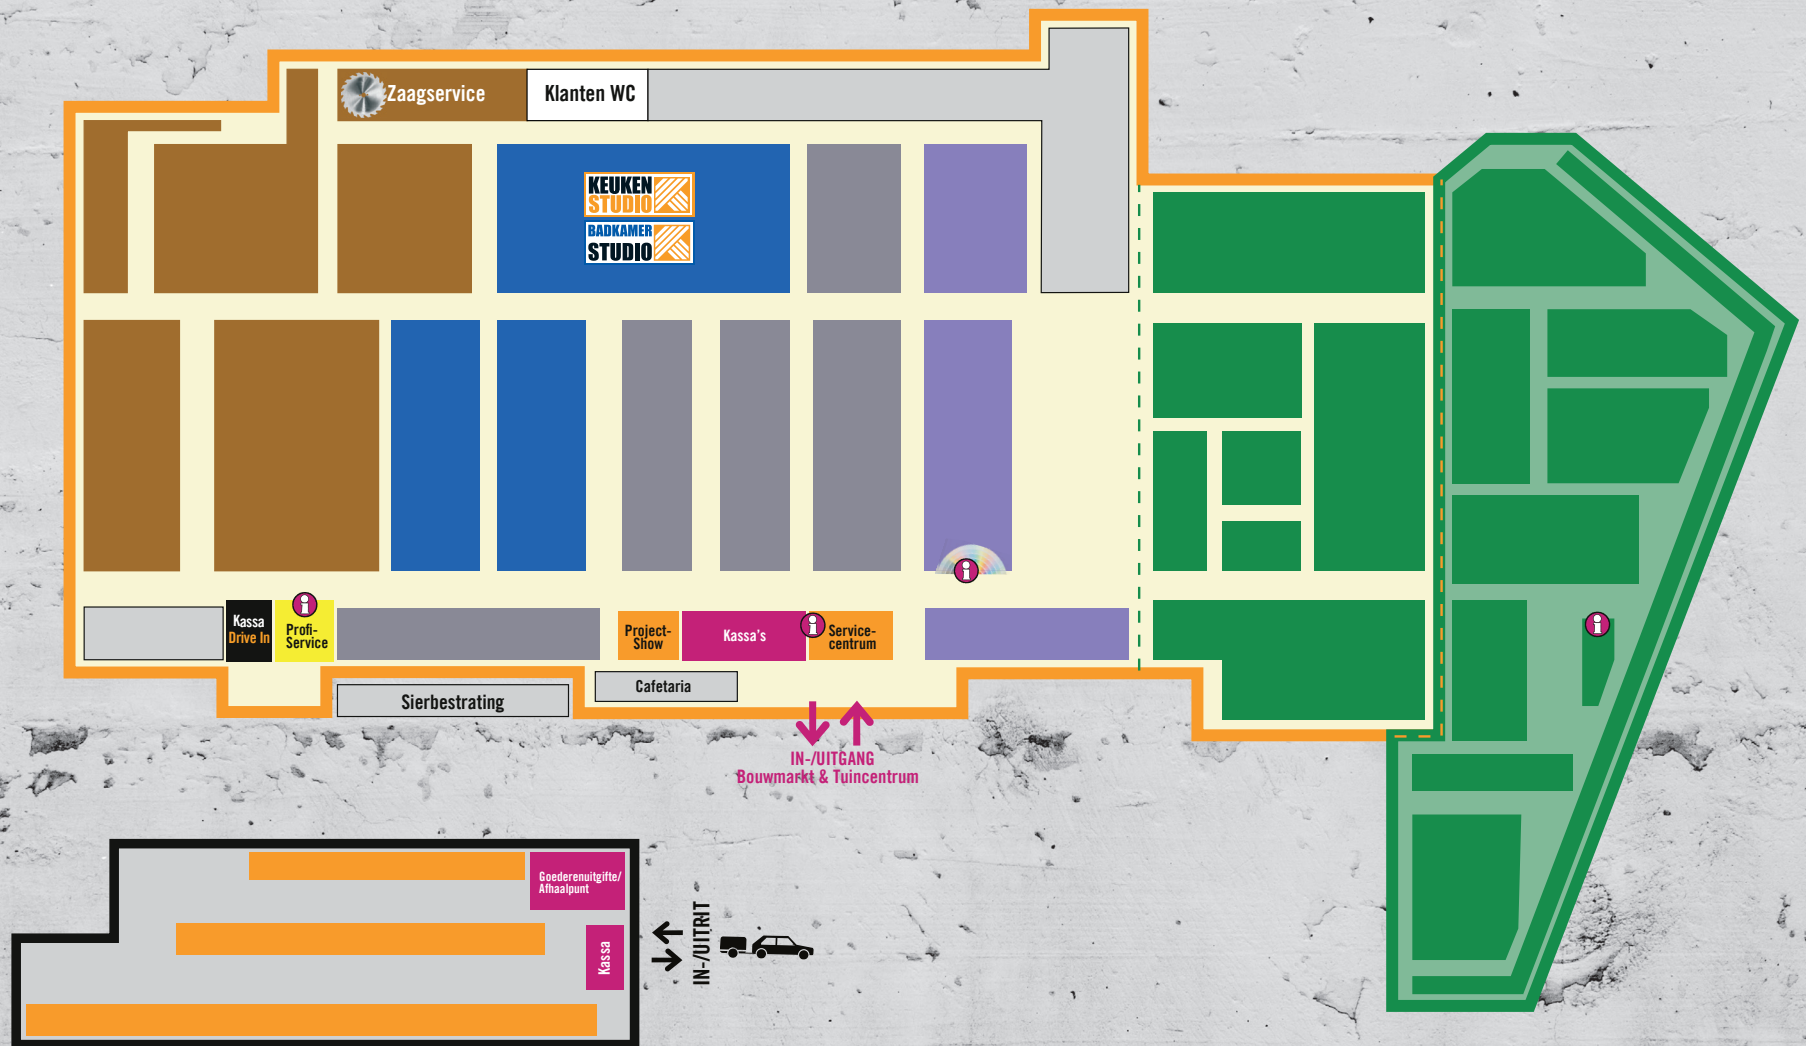 Zaagservice
Klanten WC
KEUKEN
STUDIO
BADKAMER
STUDIO
Kassa
Drive In
Profi-
Service
Project-
Show
Kassa's
Service-
centrum
Sierbestrating
Cafetaria
IN-/UITGANG
Bouwmarkt & Tuincentrum
Goederenuitgifte/
Afhaalpunt
Kassa
IN-/UITRIT